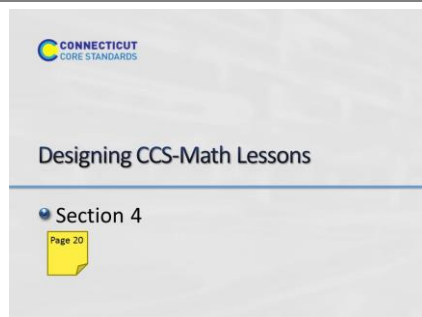 CONNECTICUT
CORE STANDARDS
Designing CCS-Math Lessons
Section 4
Page 20